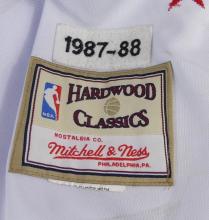 1987-88
HARDWOOD
NBA
CLASSICS
NOSTALGIA CO.
Mitchell & Ness
PHILADELPHIA, PA.